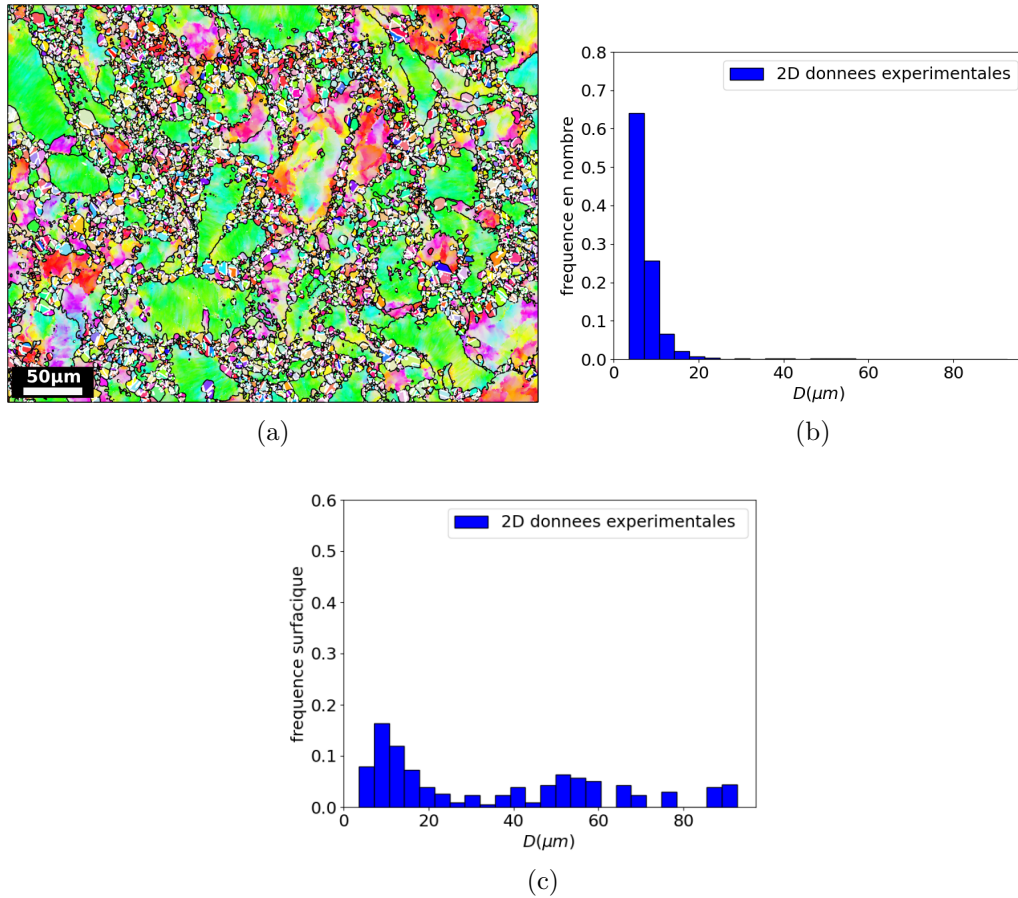 50µm
(a)
0.8
0.7
0.6
0.5
0.4
0.3
0.2
0.1
0.0
frequence en nombre
2D donnees experimentales
0 20 40 60 80
D(µm)
(b)
0.6
0.5
0.4
0.3
0.2
0.1
0.0
frequence surfacique
2D donnees experimentales
0 20 40 60 80
D(µm)
(c)